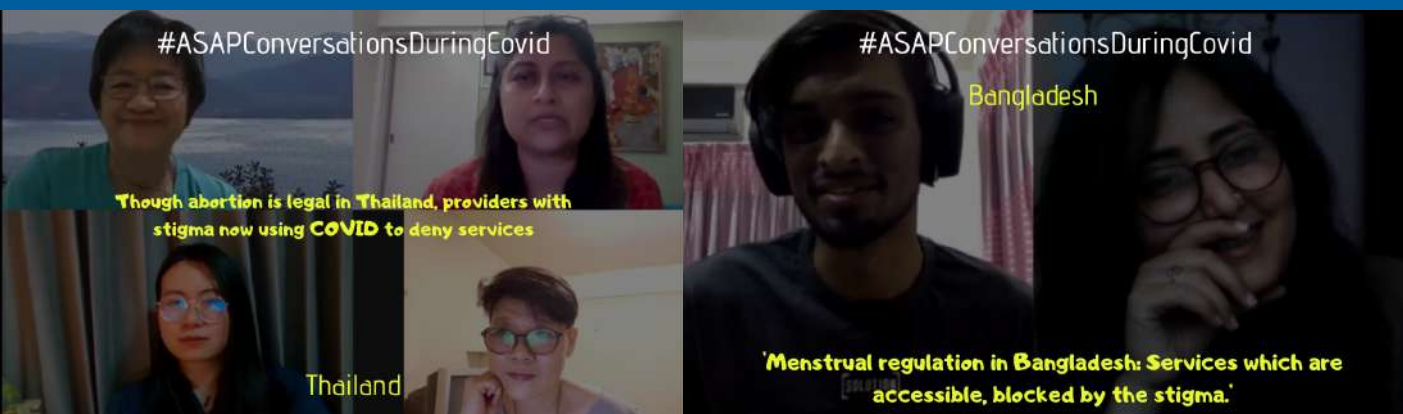 #ASAPConversationsDuringCovid
Though abortion is legal in Thailand, providers with
stigma now using COVID to deny services
Thailand
#ASAPConversationsDuringCovid
Bangladesh
'Menstrual regulation in Bangladesh: Services which are
SOLUTION
accessible, blocked by the stigma.'